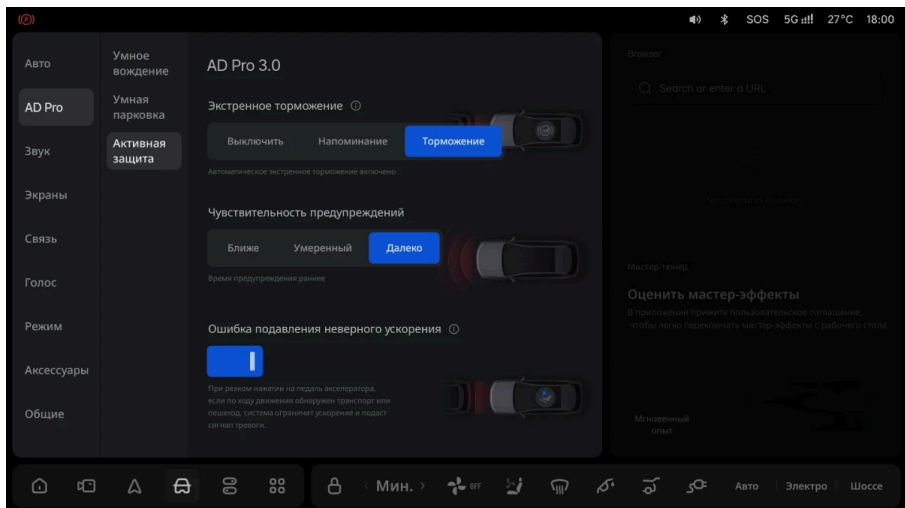 (P)
SOS 5G 27°C 18:00
Авто
AD Pro
Звук
Экраны
Связь
Голос
Режим
Аксессуары
Общие
Умное
вождение
Умная
парковка
Активная
защита
AD Pro 3.0
Экстренное торможение
Выключить Напоминание Торможение
Автоматическое экстренное торможение включено
Чувствительность предупреждений
Ближе Умеренный Далеко
Время предупреждения раннее
Ошибка подавления неверного ускорения
При резком нажатии на педаль акселератора,
если по ходу движения обнаружен транспорт или
пешеход, система ограничит ускорение и подаст
сигнал тревоги.
Browser
Search or enter a URL
Мастер-тюнер
Оценить мастер-эффекты
В приложении примите пользовательское соглашение,
чтобы легко переключать мастер-эффекты с рабочего стола.
Мгновенный
опыт
Мин. OFF Авто Электро Шоссе